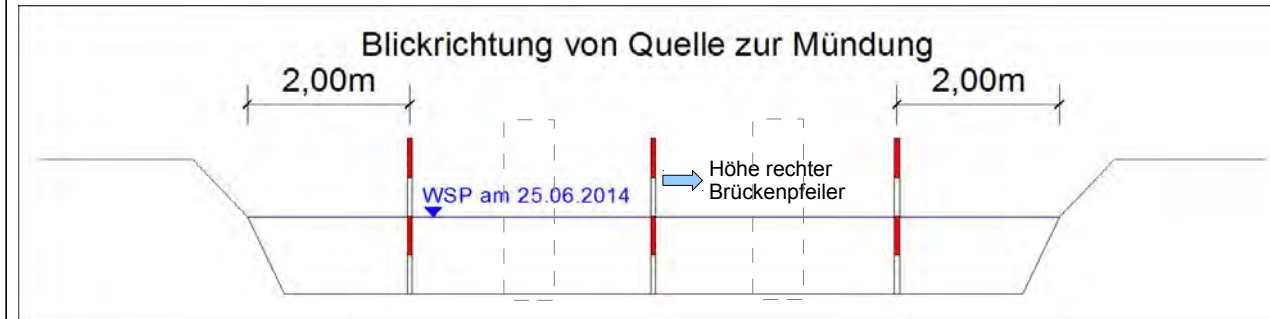 Blickrichtung von Quelle zur Mündung
2,00m
2,00m
WSP am 25.06.2014
Höhe rechter
Brückenpfeiler